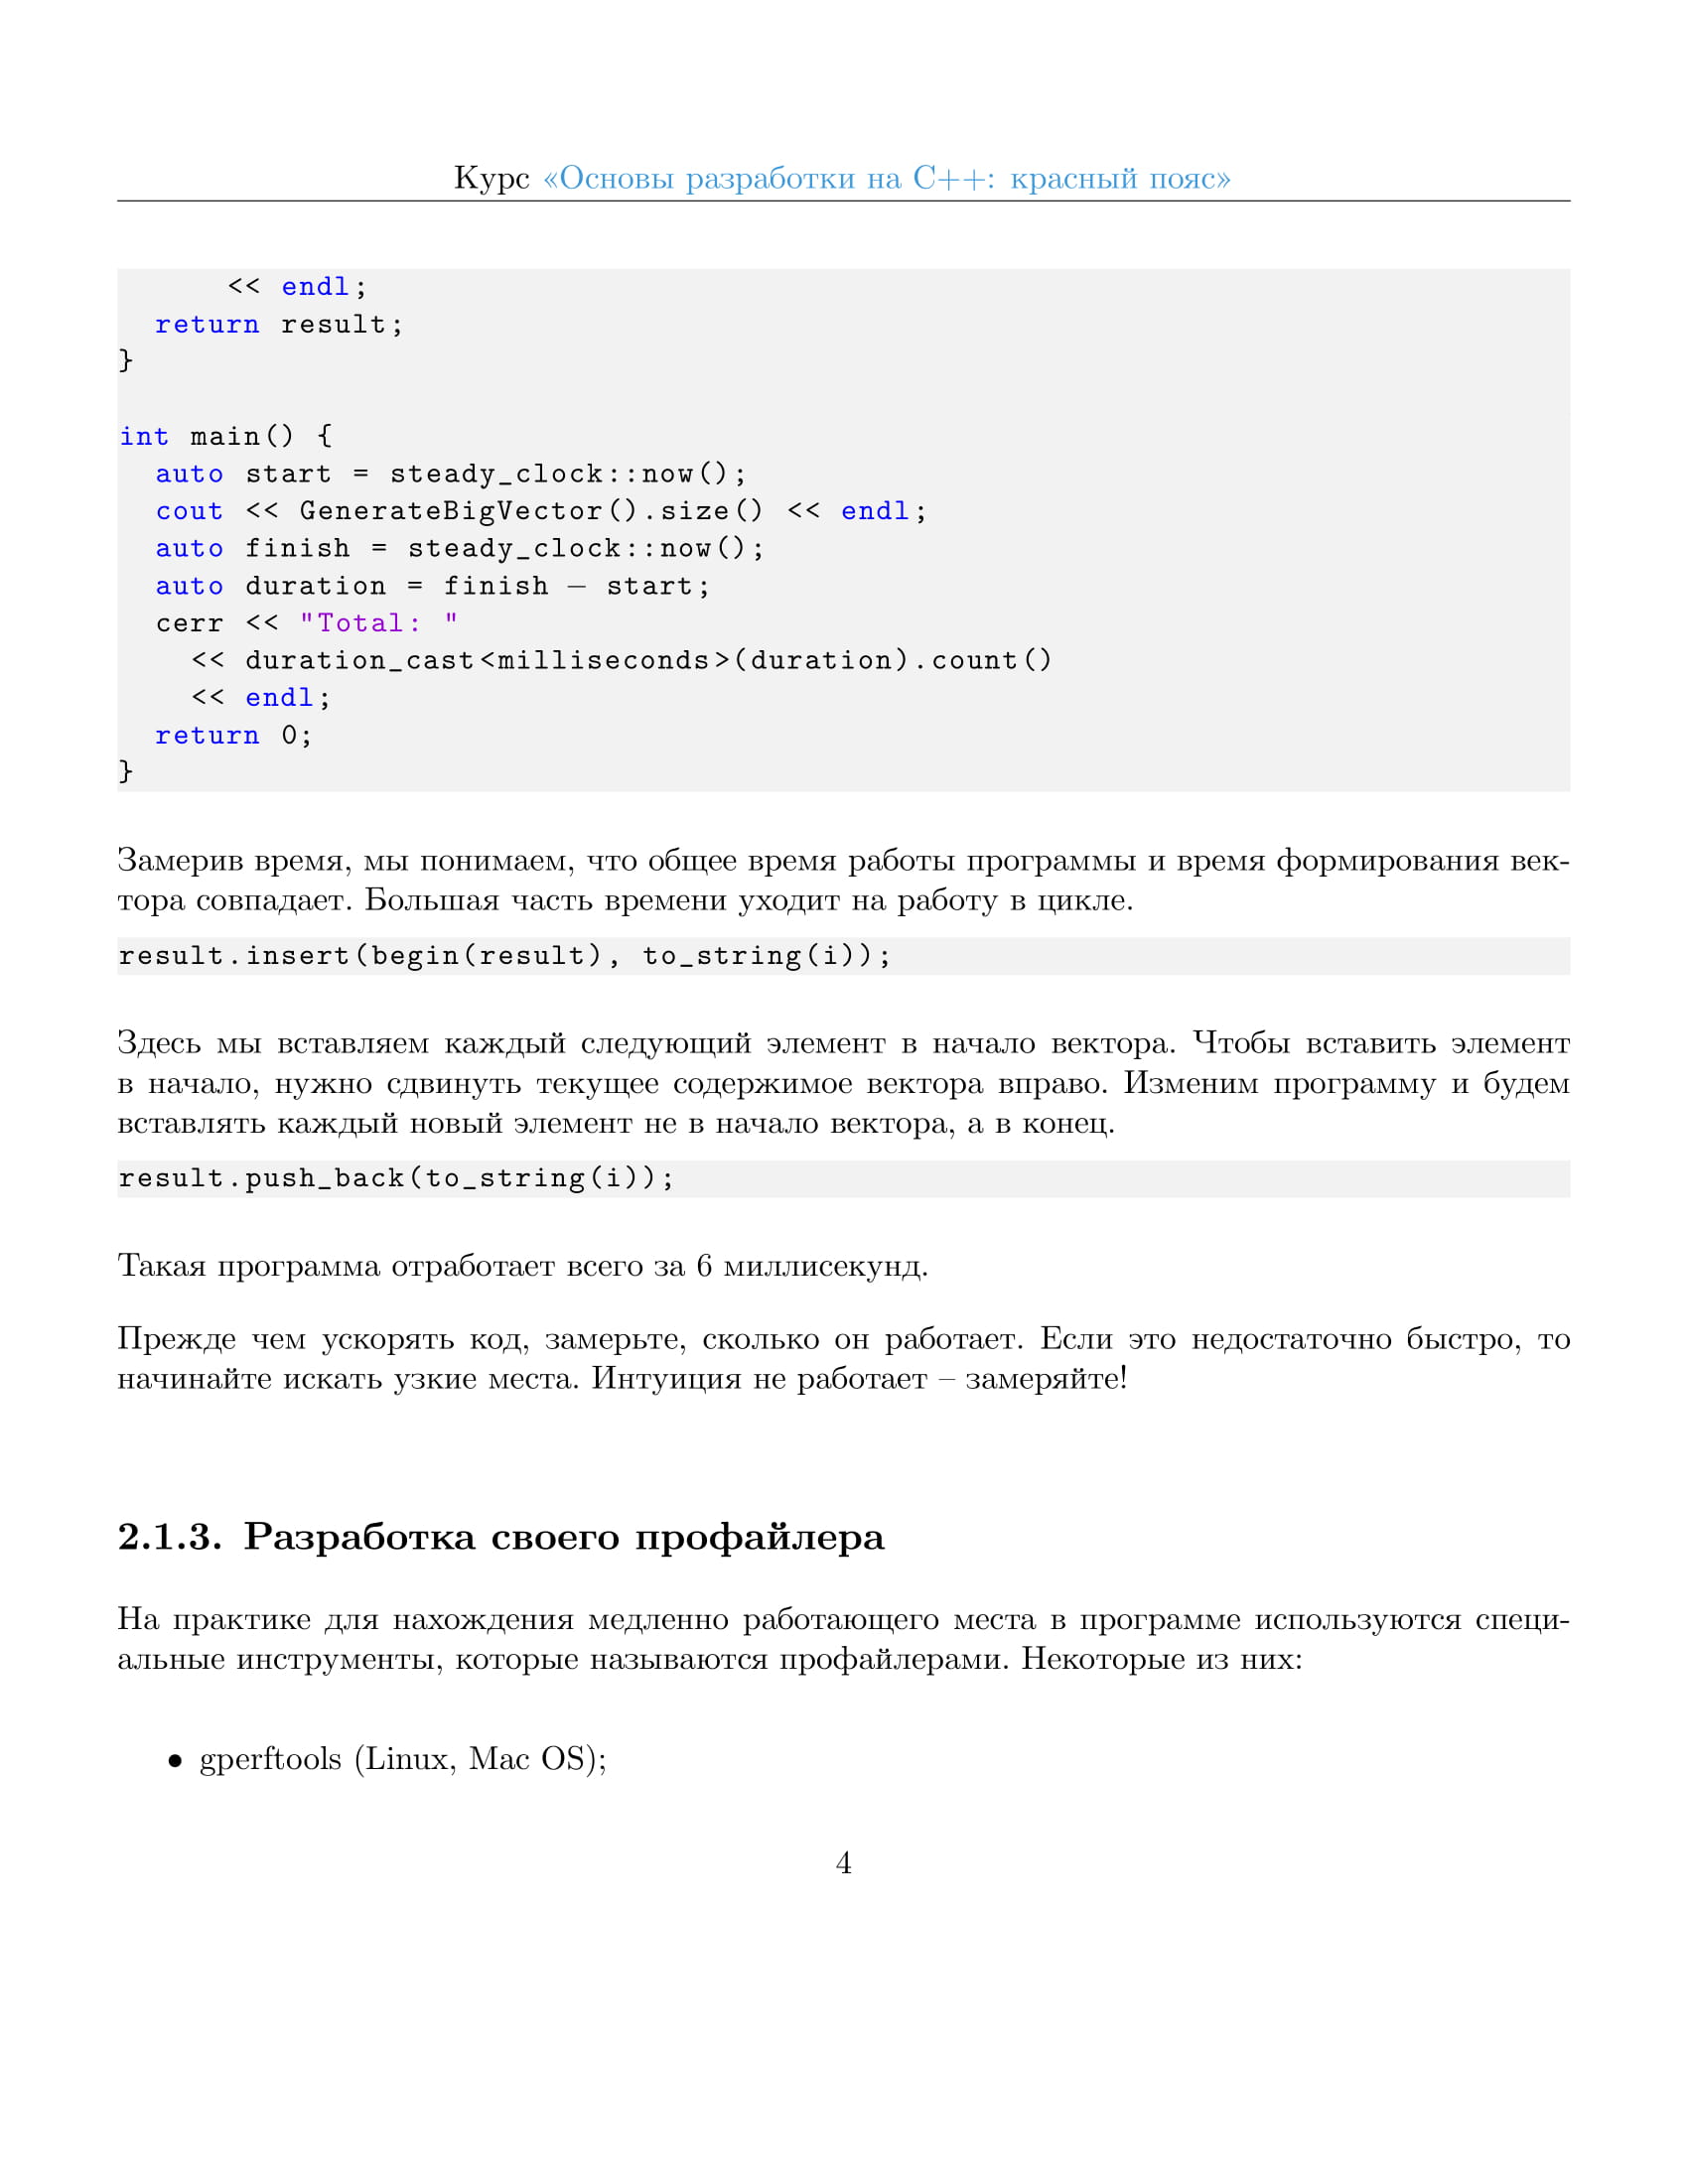 Курс «Основы разработки на C++: красный пояс»
      << endl;
  return result;
}
int main() {
  auto start = steady_clock::now();
  cout << GenerateBigVector().size() << endl;
  auto finish = steady_clock::now();
  auto duration = finish − start;
  cerr << "Total: "
    << duration_cast<milliseconds>(duration).count()
    << endl;
  return 0;
}
Замерив время, мы понимаем, что общее время работы программы и время формирования век-
тора совпадает. Большая часть времени уходит на работу в цикле.
result.insert(begin(result), to_string(i));
Здесь мы вставляем каждый следующий элемент в начало вектора. Чтобы вставить элемент
в начало, нужно сдвинуть текущее содержимое вектора вправо. Изменим программу и будем
вставлять каждый новый элемент не в начало вектора, а в конец.
result.push_back(to_string(i));
Такая программа отработает всего за 6 миллисекунд.
Прежде чем ускорять код, замерьте, сколько он работает. Если это недостаточно быстро, то
начинайте искать узкие места. Интуиция не работает – замеряйте!
2.1.3. Разработка своего профайлера
На практике для нахождения медленно работающего места в программе используются специ-
альные инструменты, которые называются профайлерами. Некоторые из них:
• gperftools (Linux, Mac OS);
4